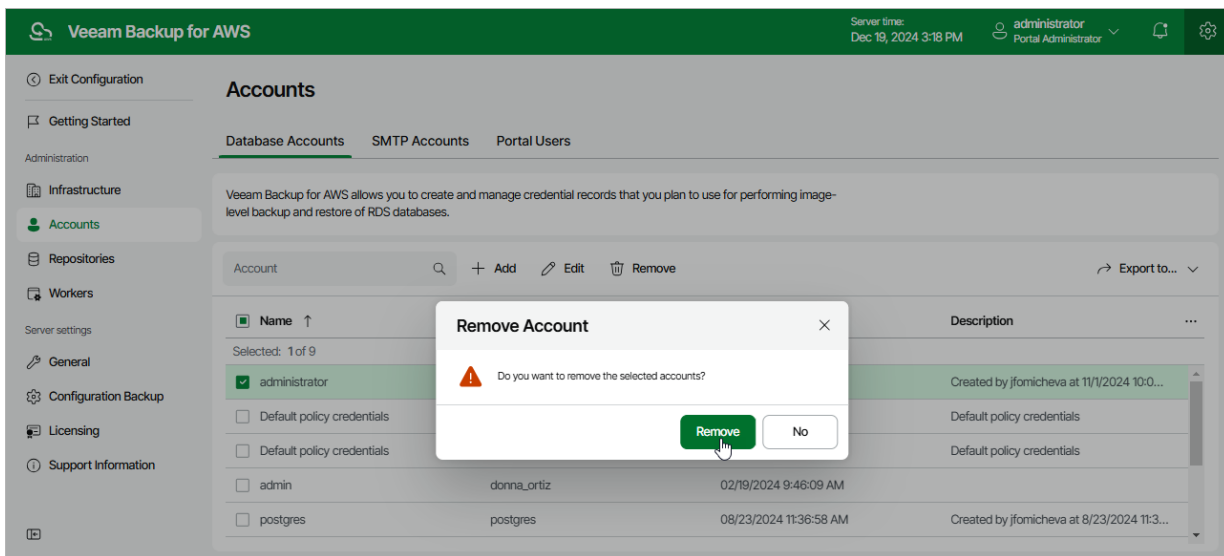 Veeam Backup for AWS
Server time:
Dec 19, 2024 3:18 PM
administrator
Portal Administrator
Exit Configuration
Getting Started
Administration
Infrastructure
Accounts
Repositories
Workers
Server settings
General
Configuration Backup
Licensing
Support Information
Accounts
Database Accounts SMTP Accounts Portal Users
Veeam Backup for AWS allows you to create and manage credential records that you plan to use for performing image-
level backup and restore of RDS databases.
Account Add Edit Remove Export to...
Name Description
Selected: 1 of 9
administrator Created by jfomicheva at 11/1/2024 10:0...
Default policy credentials Default policy credentials
Default policy credentials Default policy credentials
admin donna_ortiz 02/19/2024 9:46:09 AM
postgres postgres 08/23/2024 11:36:58 AM Created by jfomicheva at 8/23/2024 11:3...
Remove Account
Do you want to remove the selected accounts?
Remove No